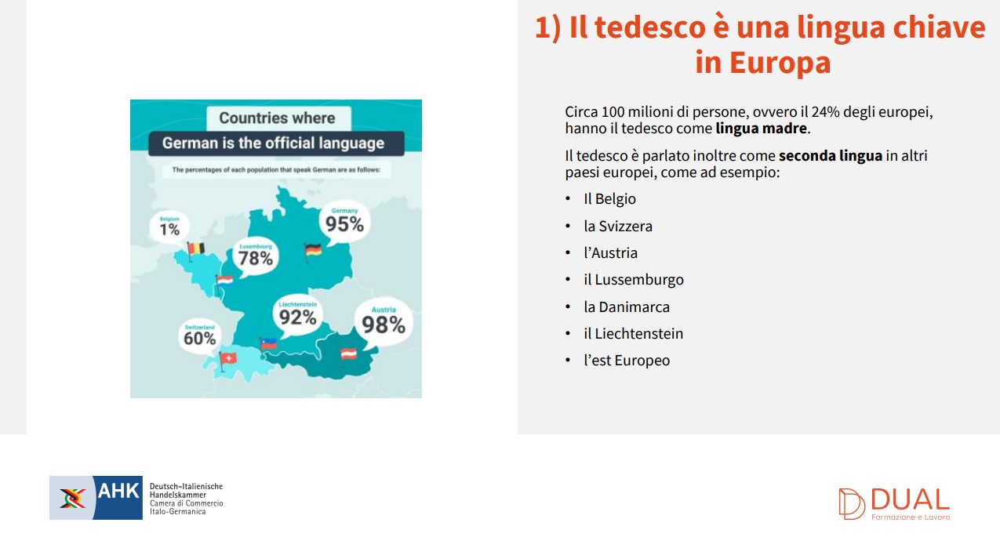 Countries where
German is the official language
The percentages of each population that speak German are as follows:
Belgium
1%
Germany
95%
Luxembourg
78%
Liechtenstein
92%
Austria
98%
Switzerland
60%
1) Il tedesco è una lingua chiave
in Europa
Circa 100 milioni di persone, ovvero il 24% degli europei,
hanno il tedesco come lingua madre.
Il tedesco è parlato inoltre come seconda lingua in altri
paesi europei, come ad esempio:
• Il Belgio
• la Svizzera
• l’Austria
• il Lussemburgo
• la Danimarca
• il Liechtenstein
• l’est Europeo
AHK
Deutsch-Italienische
Handelskammer
Camera di Commercio
Italo-Germanica
DUAL
Formazione e Lavoro